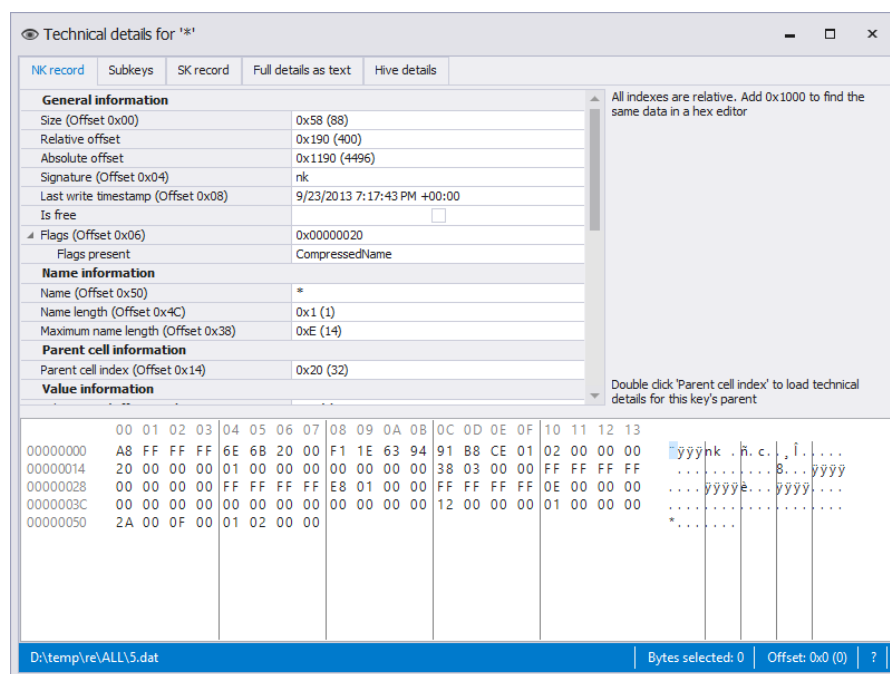 Technical details for '*'
NK record Subkeys SK record Full details as text Hive details
General information
Size (Offset 0x00) 0x58 (88)
Relative offset 0x190 (400)
Absolute offset 0x1190 (4496)
Signature (Offset 0x04) nk
Last write timestamp (Offset 0x08) 9/23/2013 7:17:43 PM +00:00
Is free
Flags (Offset 0x06) 0x00000020
Flags present CompressedName
Name information
Name (Offset 0x50) *
Name length (Offset 0x4C) 0x1 (1)
Maximum name length (Offset 0x38) 0xE (14)
Parent cell information
Parent cell index (Offset 0x14) 0x20 (32)
Value information
All indexes are relative. Add 0x1000 to find the
same data in a hex editor
Double click 'Parent cell index' to load technical
details for this key's parent
00 01 02 03 04 05 06 07 08 09 0A 0B 0C 0D 0E 0F 10 11 12 13
00000000 A8 FF FF FF 6E 6B 20 00 F1 1E 63 94 91 B8 CE 01 02 00 00 00 ¨ÿÿÿnk .ñ.c..¸Î.....
00000014 20 00 00 00 01 00 00 00 00 00 00 00 38 03 00 00 FF FF FF FF ...........8...ÿÿÿÿ
00000028 00 00 00 00 FF FF FF FF E8 01 00 00 FF FF FF FF 0E 00 00 00 ....ÿÿÿÿè...ÿÿÿÿ....
0000003C 00 00 00 00 00 00 00 00 00 00 00 00 12 00 00 00 01 00 00 00 ....................
00000050 2A 00 0F 00 01 02 00 00 *.......
D:\temp\re\ALL\5.dat Bytes selected: 0 Offset: 0x0 (0) ?